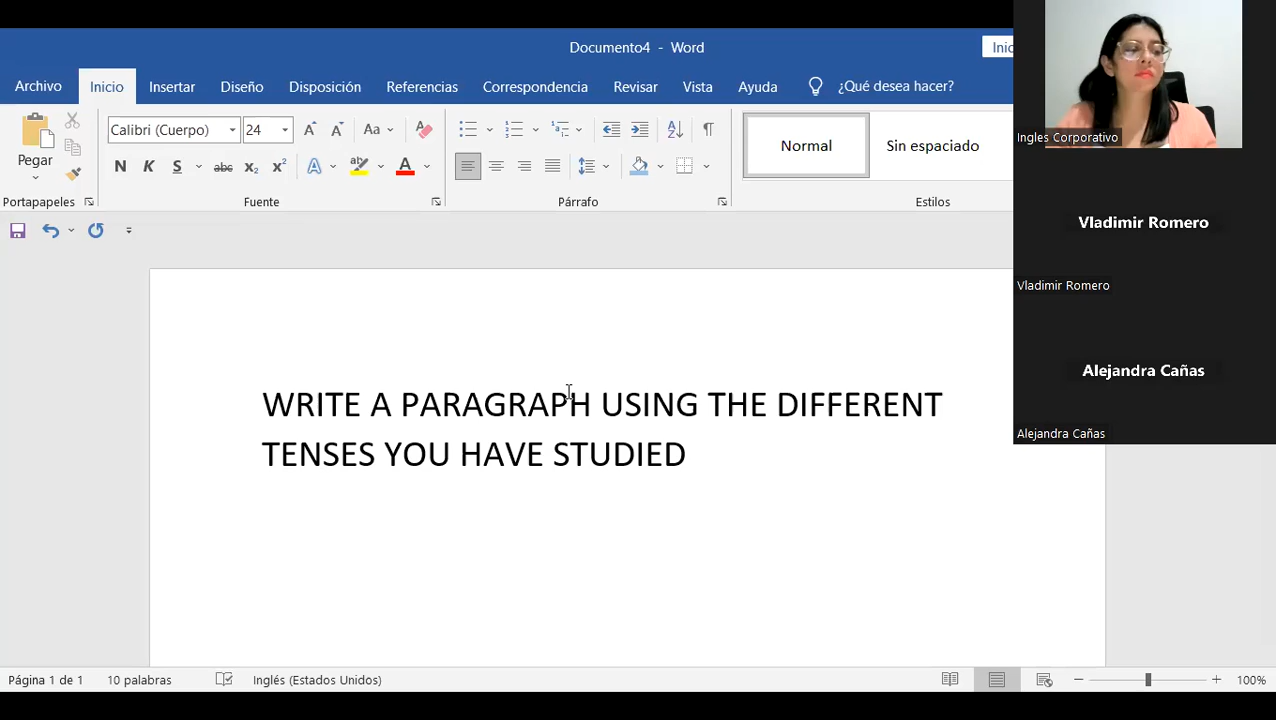 Documento4 - Word
Inic
Archivo Inicio Insertar Diseño Disposición Referencias Correspondencia Revisar Vista Ayuda ¿Qué desea hacer?
Pegar
Calibri (Cuerpo) 24 A A Aa A
Normal Sin espaciado
N K S abc x₂ x² A aby A
Portapapeles Fuente Párrafo Estilos
WRITE A PARAGRAPH USING THE DIFFERENT
TENSES YOU HAVE STUDIED
Ingles Corporativo
Vladimir Romero
Vladimir Romero
Alejandra Cañas
Alejandra Cañas
Página 1 de 1 10 palabras Inglés (Estados Unidos) 100%